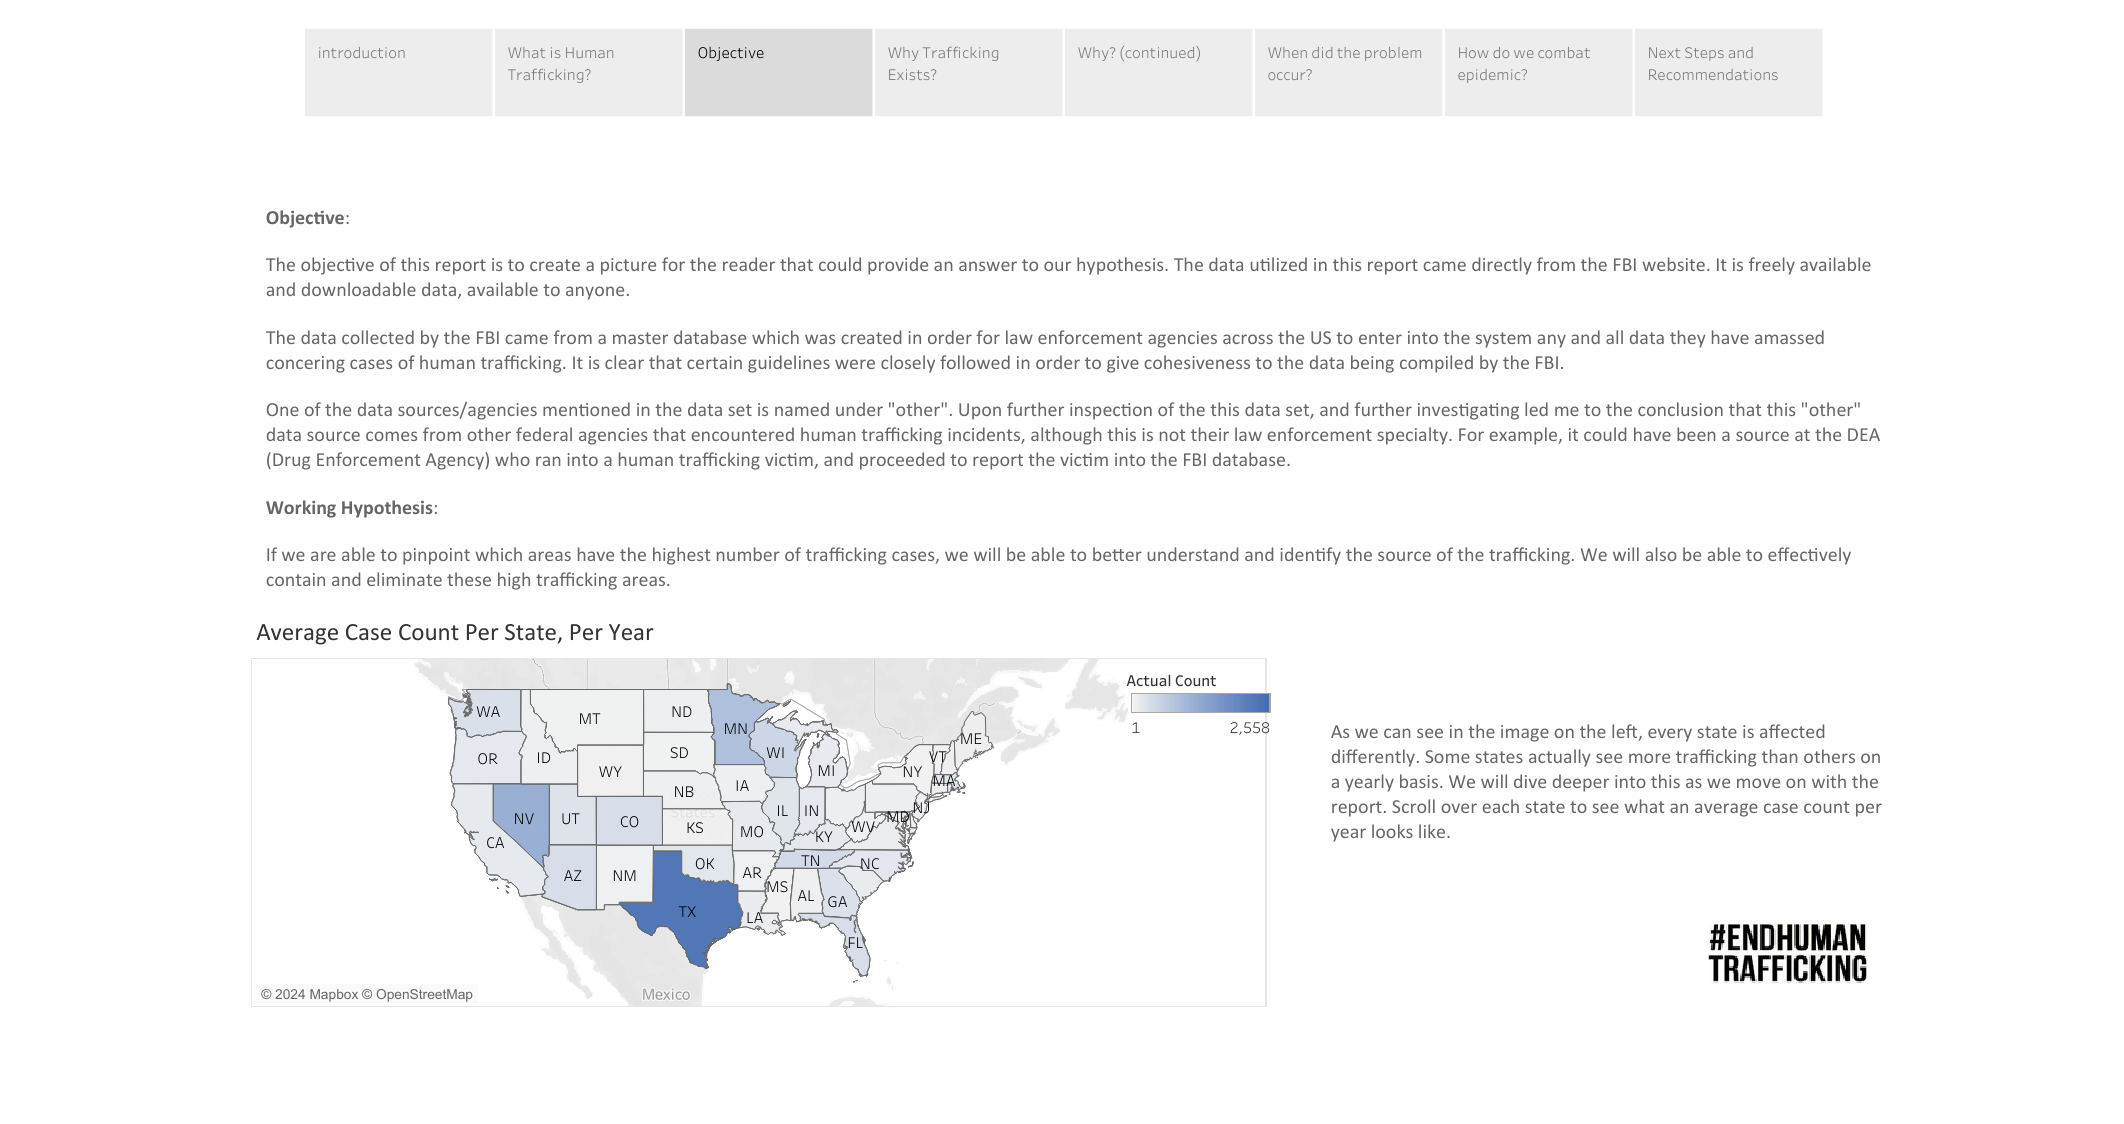 introduction
What is Human
Trafficking?
Objective
Why Trafficking
Exists?
Why? (continued)
When did the problem
occur?
How do we combat
epidemic?
Next Steps and
Recommendations
Objective:
The objective of this report is to create a picture for the reader that could provide an answer to our hypothesis. The data utilized in this report came directly from the FBI website. It is freely available
and downloadable data, available to anyone.
The data collected by the FBI came from a master database which was created in order for law enforcement agencies across the US to enter into the system any and all data they have amassed
concering cases of human trafficking. It is clear that certain guidelines were closely followed in order to give cohesiveness to the data being compiled by the FBI.
One of the data sources/agencies mentioned in the data set is named under "other". Upon further inspection of the this data set, and further investigating led me to the conclusion that this "other"
data source comes from other federal agencies that encountered human trafficking incidents, although this is not their law enforcement specialty. For example, it could have been a source at the DEA
(Drug Enforcement Agency) who ran into a human trafficking victim, and proceeded to report the victim into the FBI database.
Working Hypothesis:
If we are able to pinpoint which areas have the highest number of trafficking cases, we will be able to better understand and identify the source of the trafficking. We will also be able to effectively
contain and eliminate these high trafficking areas.
Average Case Count Per State, Per Year
WA
MT
ND
MN
ME
OR
ID
WY
SD
WI
MI
NY
VT
MA
NV
UT
CO
NB
IA
IL
IN
NJ
MD
CA
States
KS
MO
KY
WV
AZ
NM
OK
AR
TN
NC
TX
LA
MS
AL
GA
FL
Mexico
Actual Count
1
2,558
© 2024 Mapbox © OpenStreetMap
As we can see in the image on the left, every state is affected
differently. Some states actually see more trafficking than others on
a yearly basis. We will dive deeper into this as we move on with the
report. Scroll over each state to see what an average case count per
year looks like.
#ENDHUMAN
TRAFFICKING